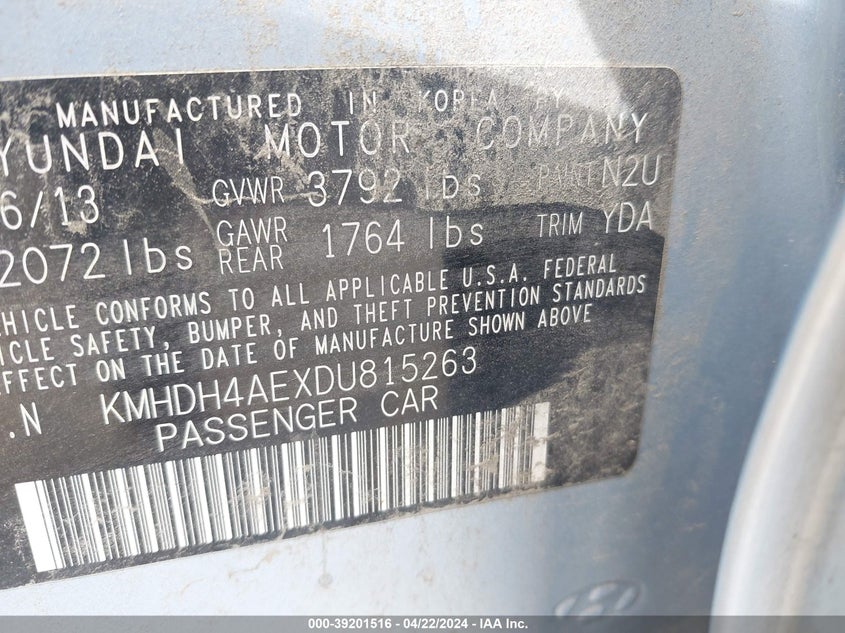 MANUFACTURED IN KOREA BY
YUNDAI MOTOR COMPANY
6/13 GVWR 3792 lbs PAINT N2U
2072 lbs GAWR REAR 1764 lbs TRIM YDA
HICLE CONFORMS TO ALL APPLICABLE U.S.A. FEDERAL
ICLE SAFETY, BUMPER, AND THEFT PREVENTION STANDARDS
EFFECT ON THE DATE OF MANUFACTURE SHOWN ABOVE
.N KMHDH4AEXDU815263
PASSENGER CAR
000-39201516 - 04/22/2024 - IAA Inc.